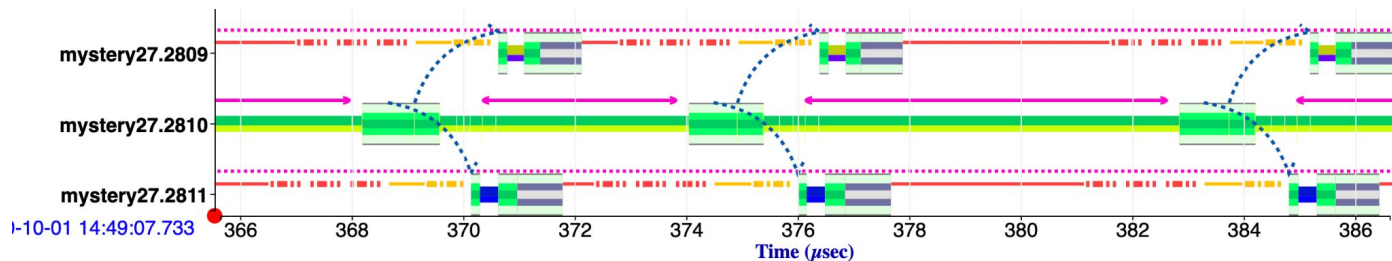 mystery27.2809
mystery27.2810
mystery27.2811
)-10-01 14:49:07.733
366 368 370 372 374 376 378 380 382 384 386
Time (µsec)